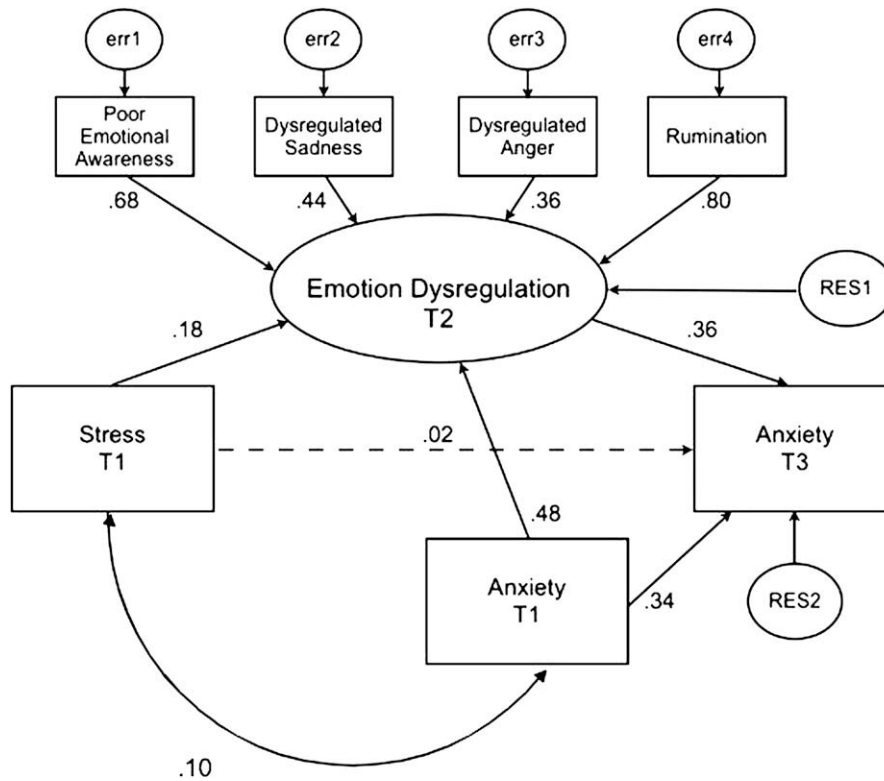 err1
err2
err3
err4
Poor
Emotional
Awareness
Dysregulated
Sadness
Dysregulated
Anger
Rumination
.68
.44
.36
.80
Emotion Dysregulation
T2
RES1
.18
.36
Stress
T1
.02
Anxiety
T3
.48
Anxiety
T1
.34
RES2
.10